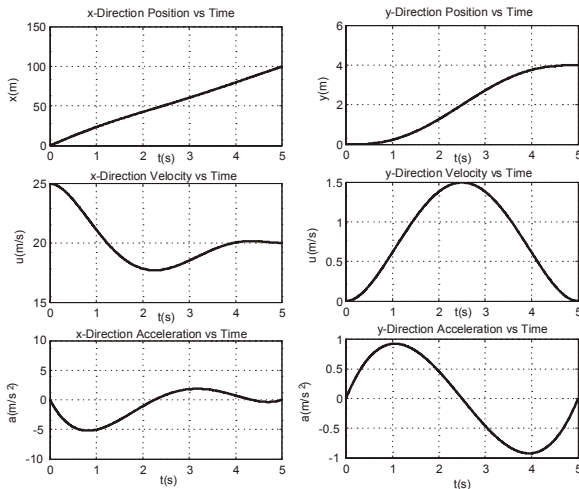 x-Direction Position vs Time
150
100
50
0
x(m)
0 1 2 3 4 5
t(s)
y-Direction Position vs Time
6
4
2
0
y(m)
0 1 2 3 4 5
t(s)
x-Direction Velocity vs Time
25
20
15
u(m/s)
0 1 2 3 4 5
t(s)
y-Direction Velocity vs Time
1.5
1
0.5
0
u(m/s)
0 1 2 3 4 5
t(s)
x-Direction Acceleration vs Time
10
5
0
-5
-10
a(m/s²)
0 1 2 3 4 5
t(s)
y-Direction Acceleration vs Time
1
0.5
0
-0.5
-1
a(m/s²)
0 1 2 3 4 5
t(s)